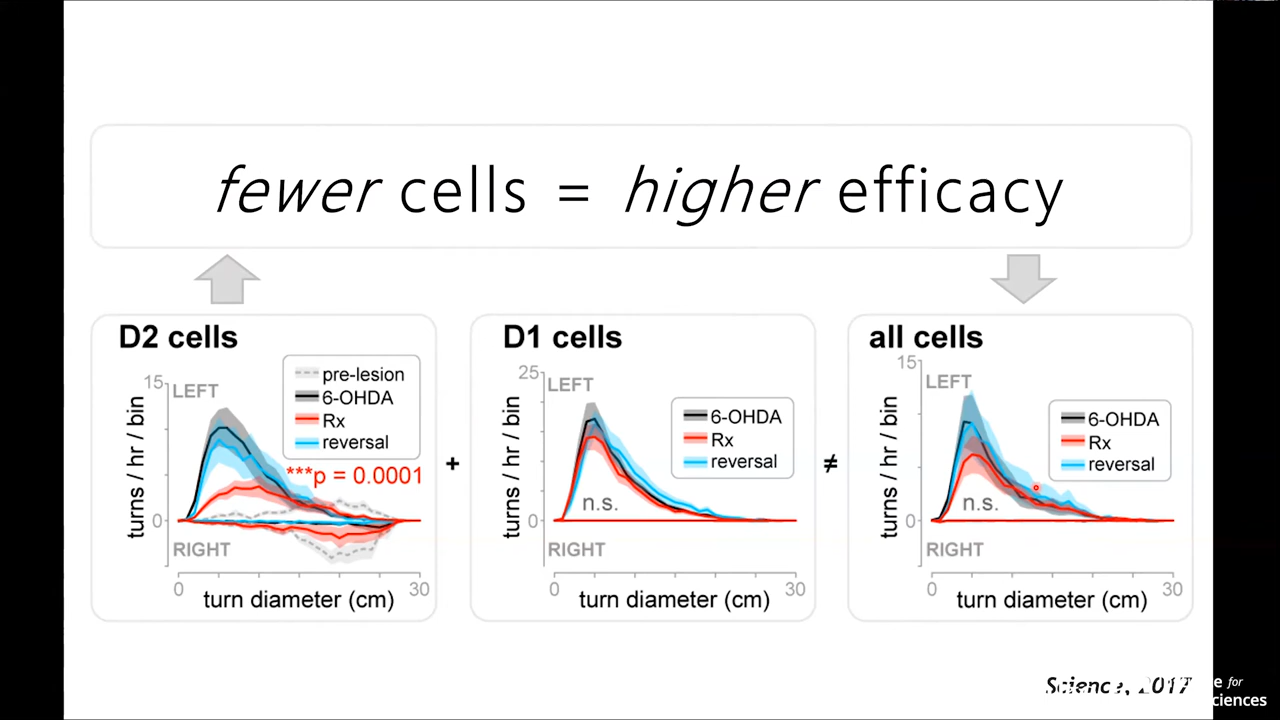 fewer cells = higher efficacy
D2 cells
15
LEFT
pre-lesion
6-OHDA
Rx
reversal
***p = 0.0001
turns / hr / bin
0
RIGHT
0
30
turn diameter (cm)
+
D1 cells
25
LEFT
6-OHDA
Rx
reversal
turns / hr / bin
n.s.
0
RIGHT
0
30
turn diameter (cm)
≠
all cells
15
LEFT
6-OHDA
Rx
reversal
turns / hr / bin
n.s.
0
RIGHT
0
30
turn diameter (cm)
Science, 2017
for